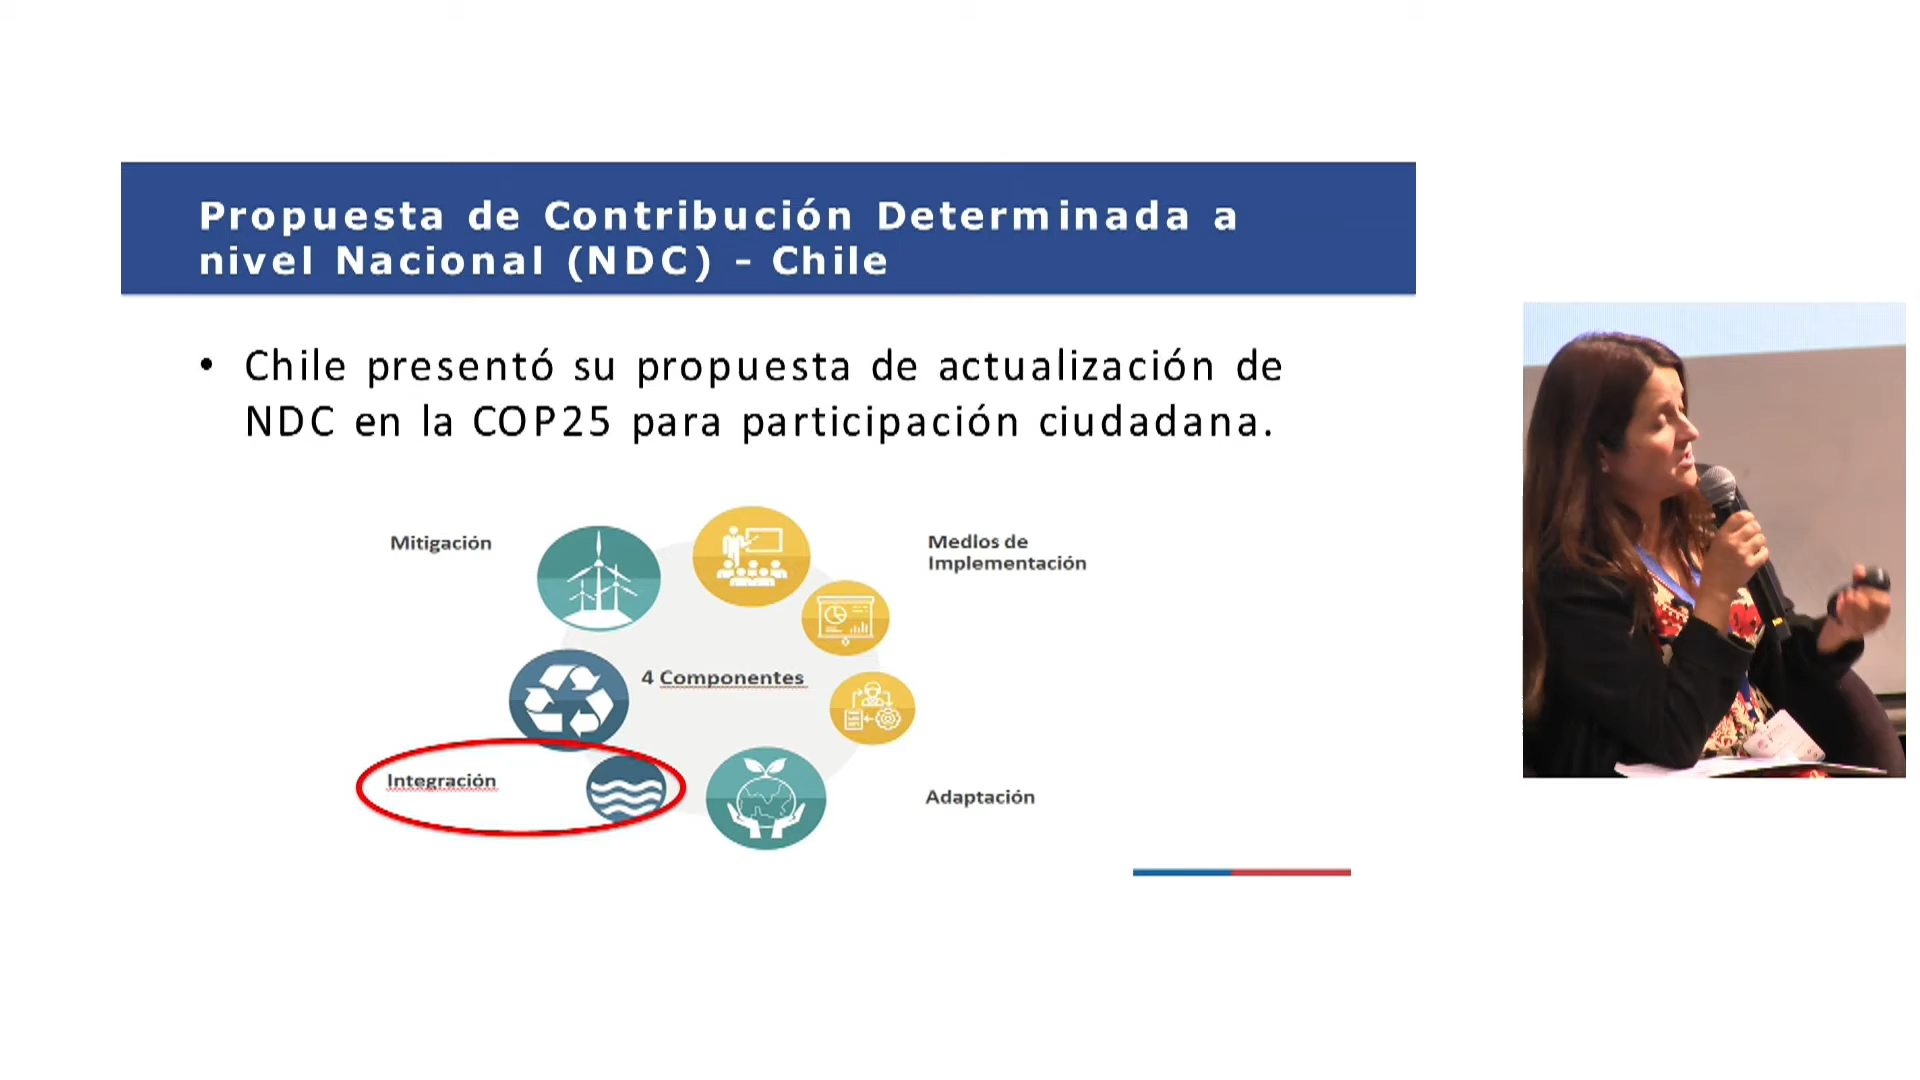 Propuesta de Contribución Determinada a
nivel Nacional (NDC) - Chile
• Chile presentó su propuesta de actualización de
NDC en la COP25 para participación ciudadana.
Mitigación
Medios de
Implementación
4 Componentes
Integración
Adaptación